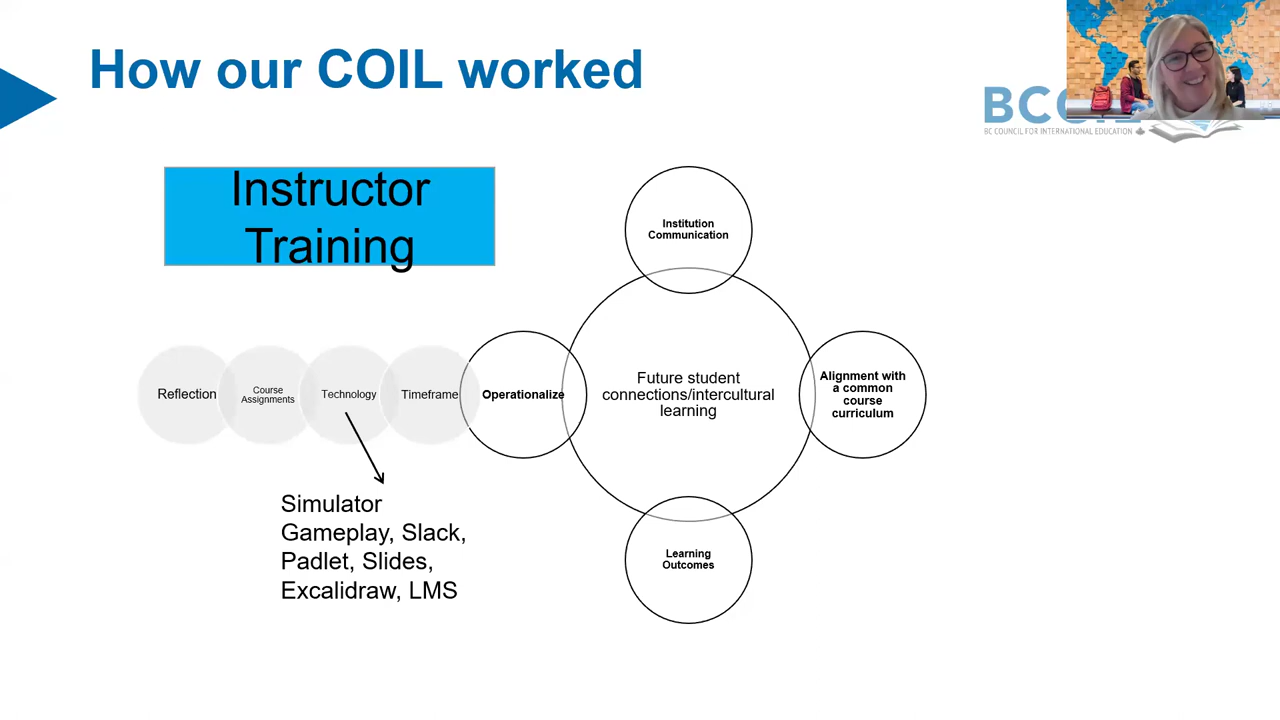 How our COIL worked
BC
BC COUNCIL FOR INTERNATIONAL EDUCATION
Instructor
Training
Institution
Communication
Reflection
Course
Assignments
Technology
Timeframe
Operationalize
Future student
connections/intercultural
learning
Alignment with
a common
course
curriculum
Simulator
Gameplay, Slack,
Padlet, Slides,
Excalidraw, LMS
Learning
Outcomes